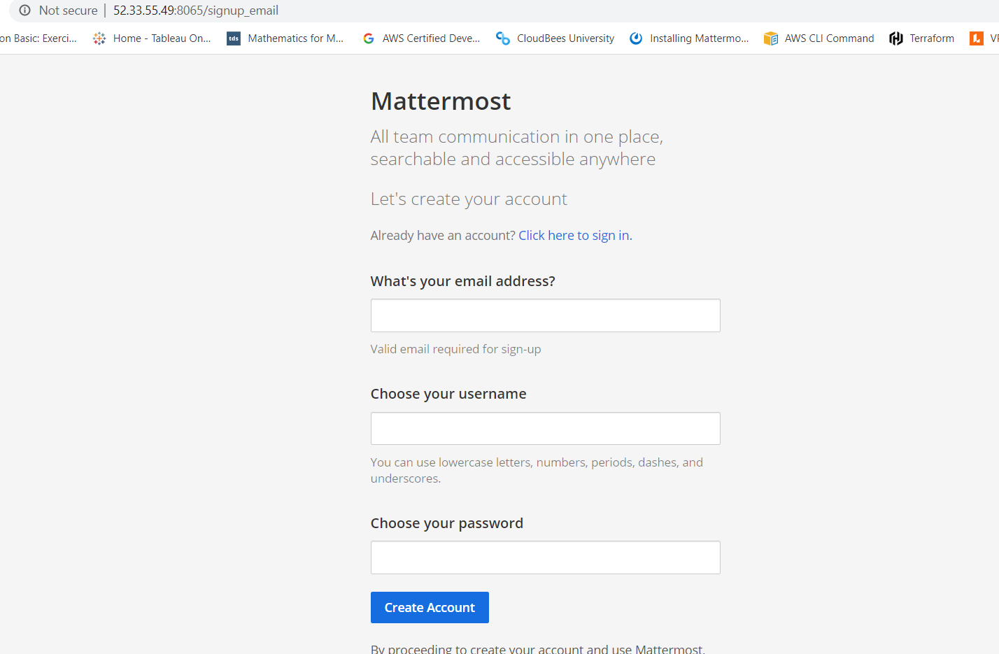 Not secure | 52.33.55.49:8065/signup_email
on Basic: Exerci... Home - Tableau On... tds Mathematics for M... AWS Certified Deve... CloudBees University Installing Mattermo... AWS CLI Command Terraform
Mattermost
All team communication in one place,
searchable and accessible anywhere
Let's create your account
Already have an account? Click here to sign in.
What's your email address?
Valid email required for sign-up
Choose your username
You can use lowercase letters, numbers, periods, dashes, and
underscores.
Choose your password
Create Account
By proceeding to create your account and use Mattermost,